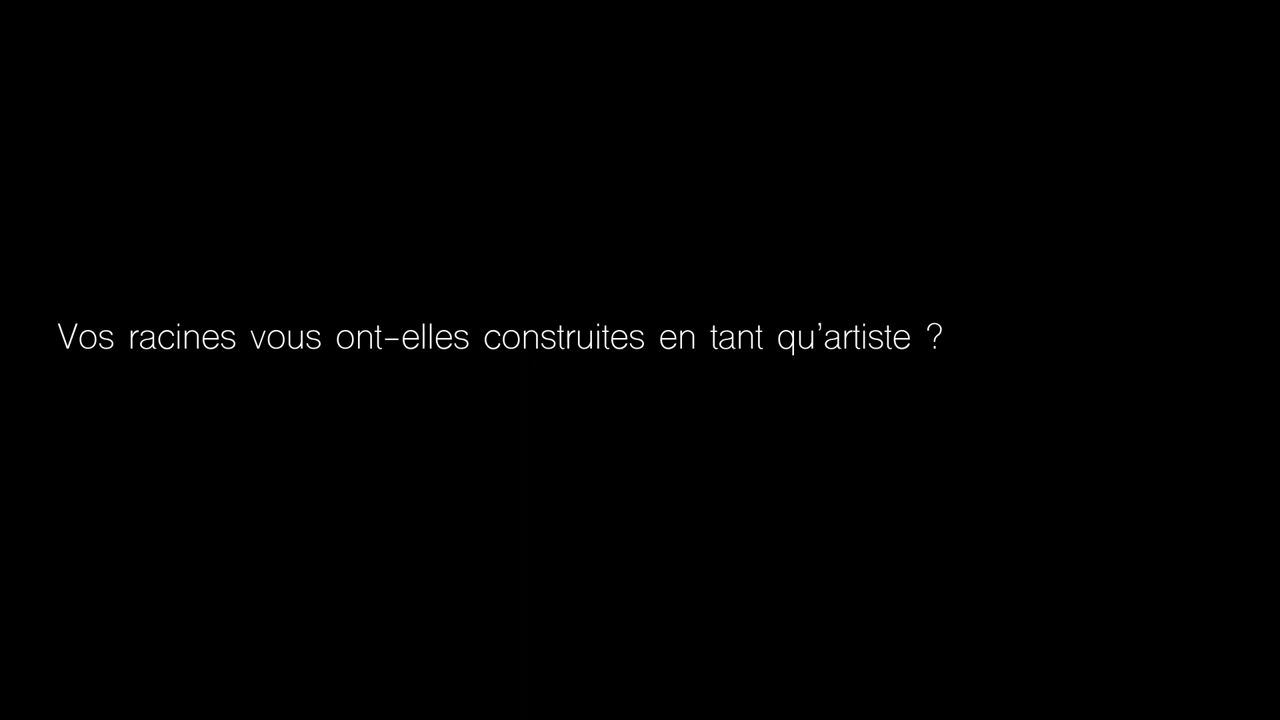 Vos racines vous ont-elles construites en tant qu’artiste ?